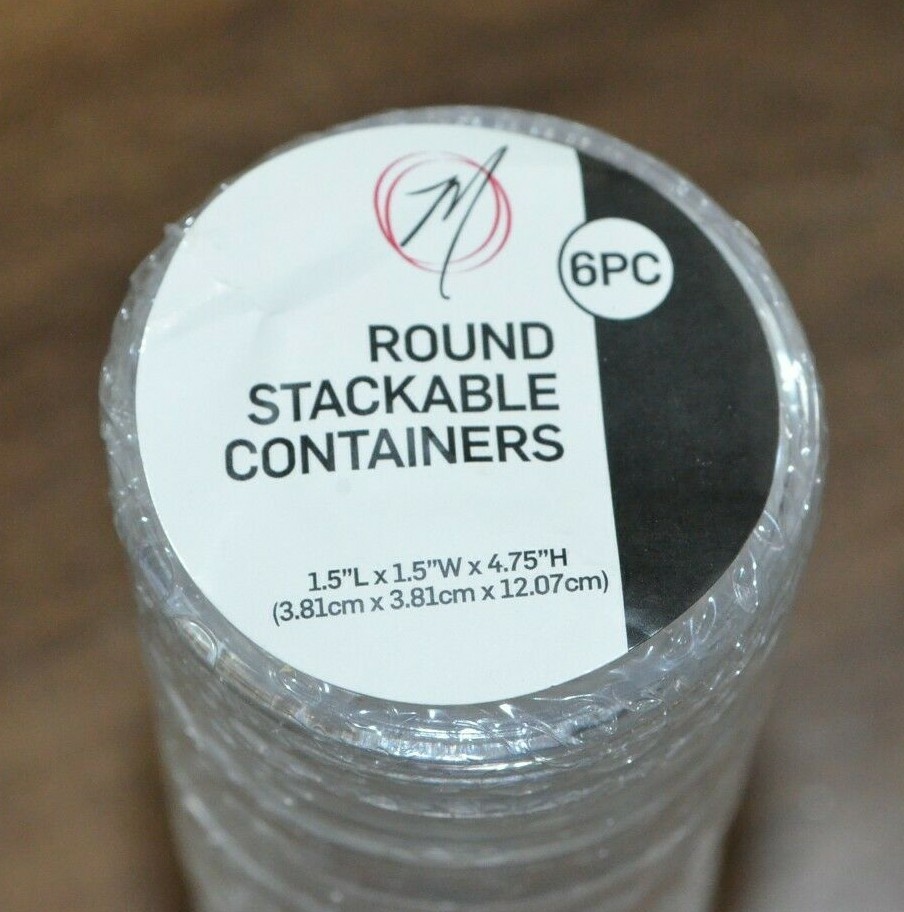 M
6PC
ROUND
STACKABLE
CONTAINERS
1.5”L x 1.5”W x 4.75”H
(3.81cm x 3.81cm x 12.07cm)